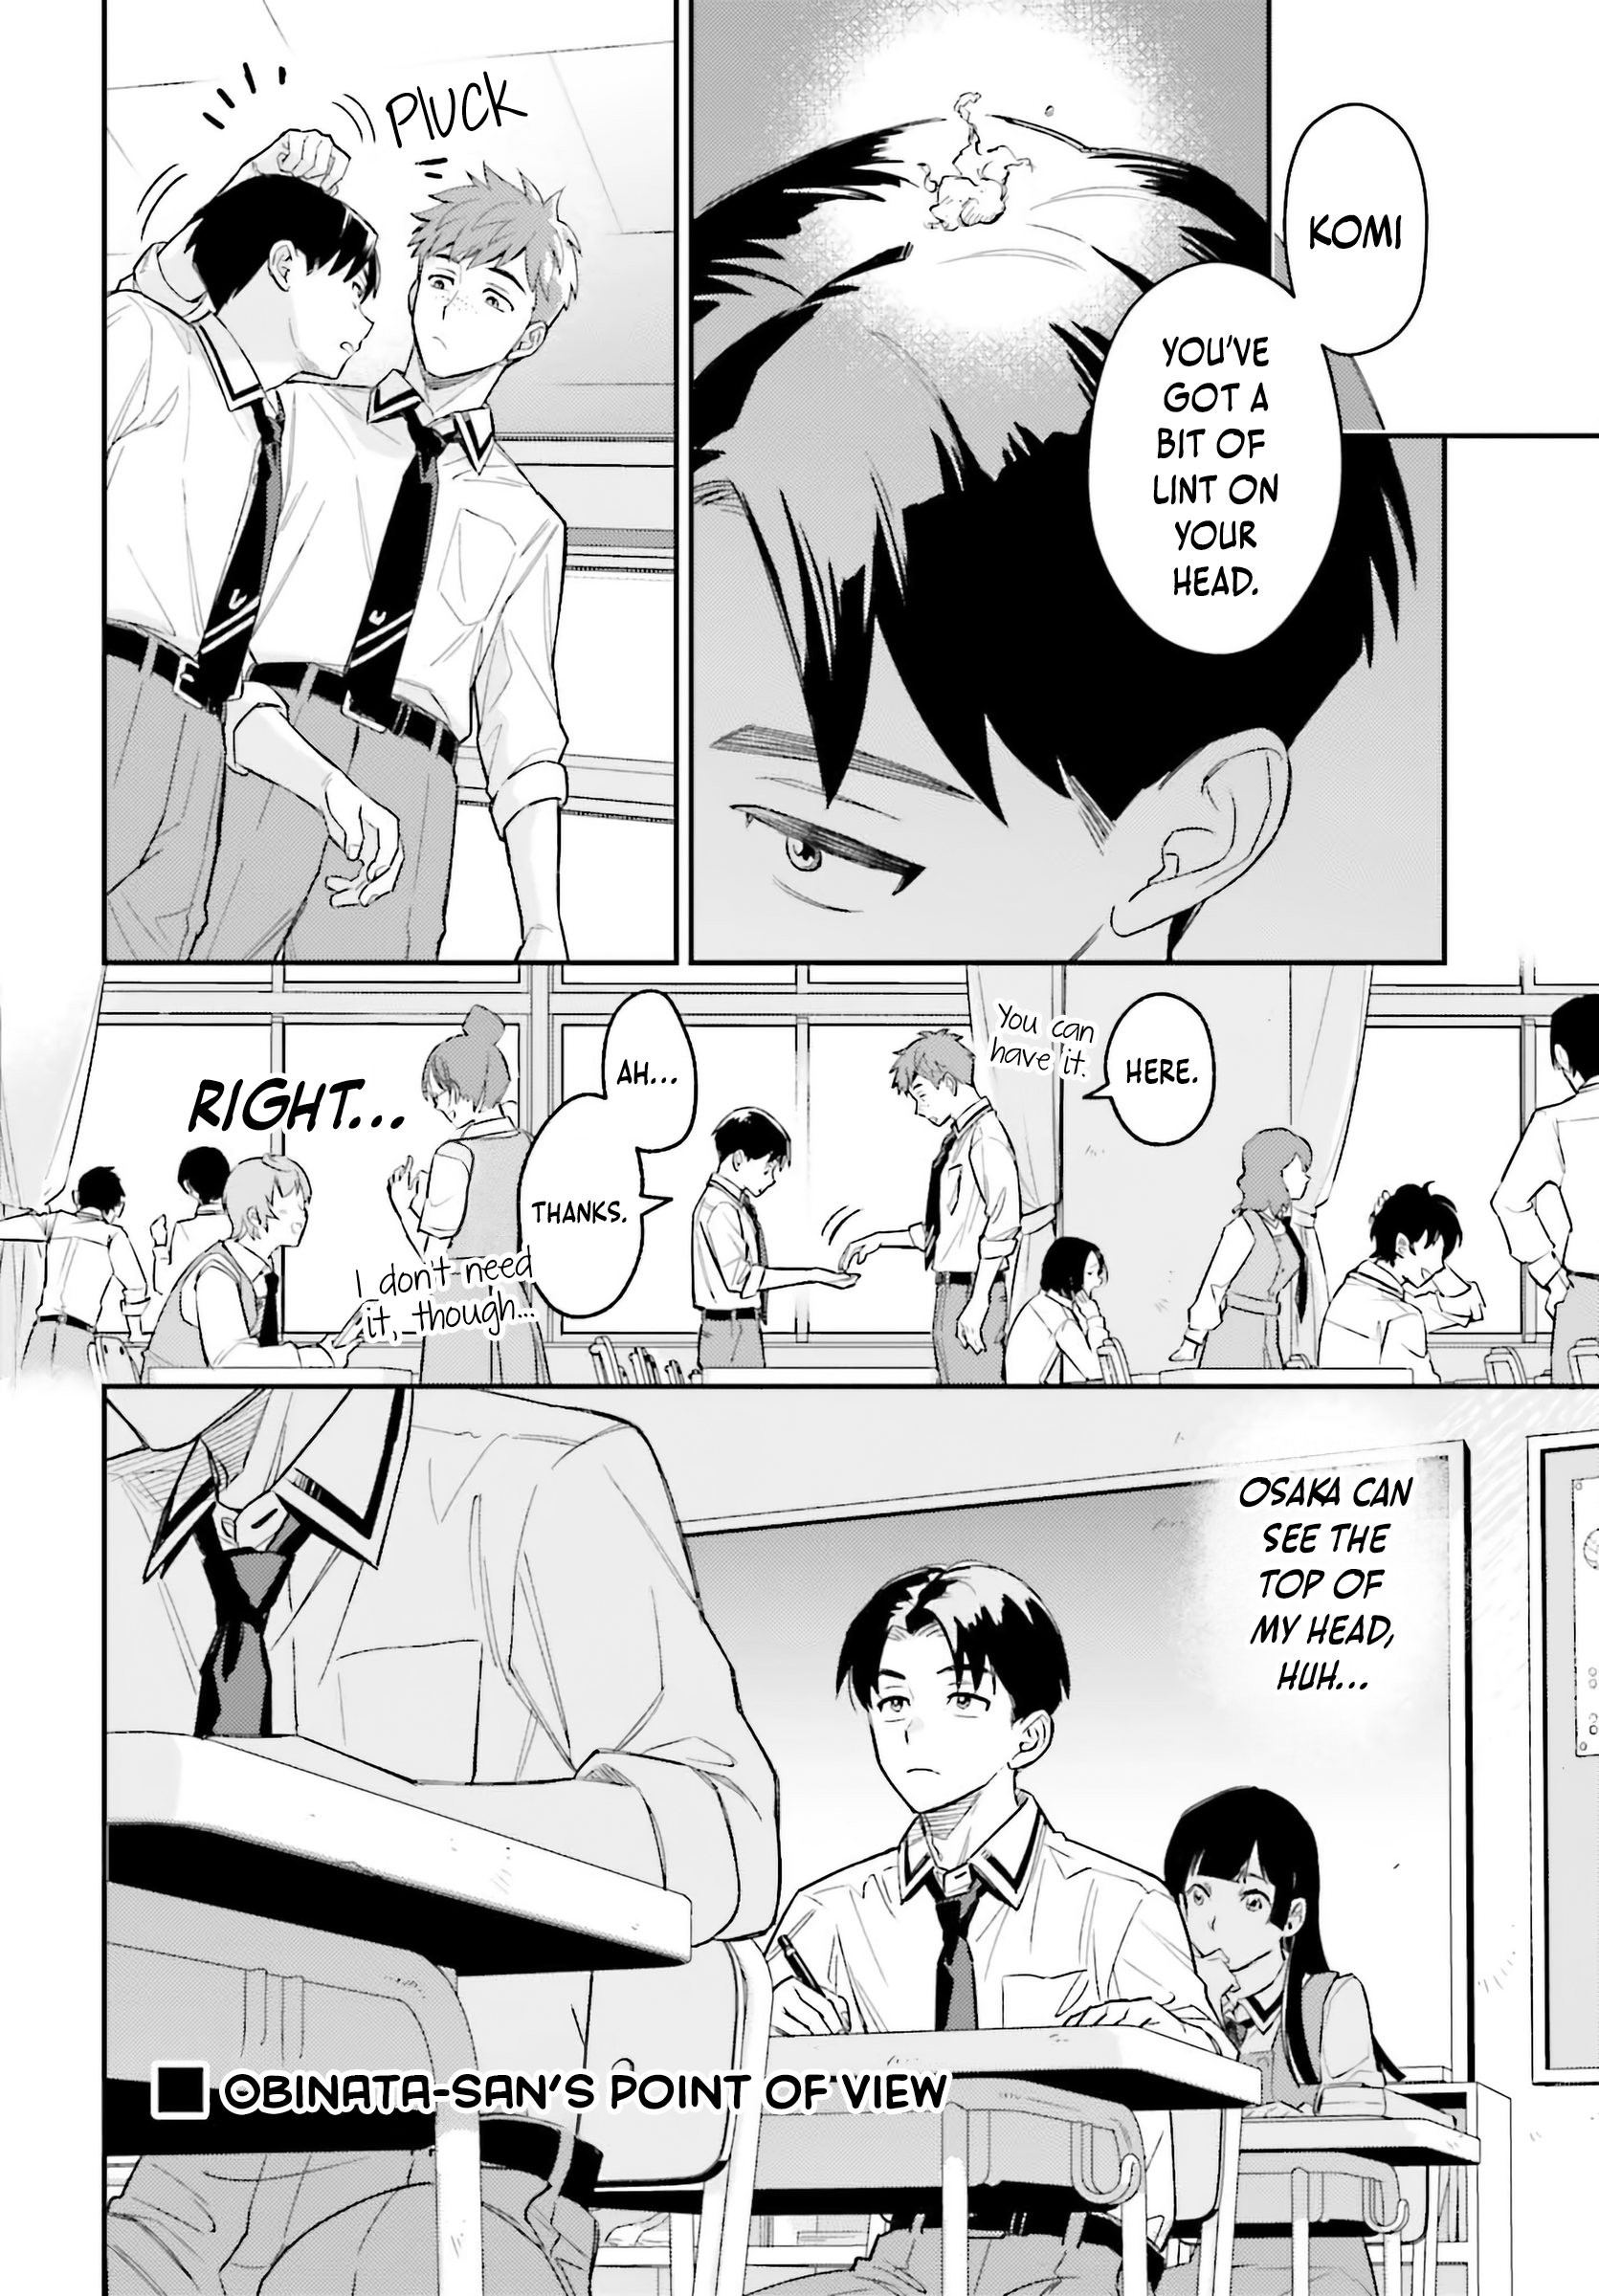 KOMI
YOU'VE
GOT A
BIT OF
LINT ON
YOUR
HEAD.
PLUCK
HERE.
You can
have it.
AH...
THANKS.
I don't need
it, though...
RIGHT...
OSAKA CAN
SEE THE
TOP OF
MY HEAD,
HUH...
OBINATA-SAN'S POINT OF VIEW